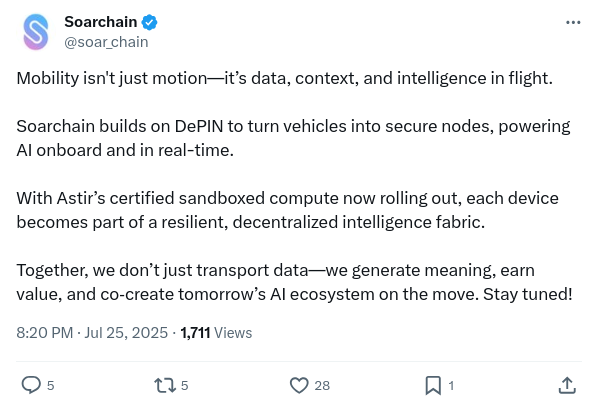 Soarchain
@soar_chain
Mobility isn't just motion—it’s data, context, and intelligence in flight.
Soarchain builds on DePIN to turn vehicles into secure nodes, powering
AI onboard and in real-time.
With Astir’s certified sandboxed compute now rolling out, each device
becomes part of a resilient, decentralized intelligence fabric.
Together, we don’t just transport data—we generate meaning, earn
value, and co-create tomorrow’s AI ecosystem on the move. Stay tuned!
8:20 PM · Jul 25, 2025 · 1,711 Views
5 5 28 1